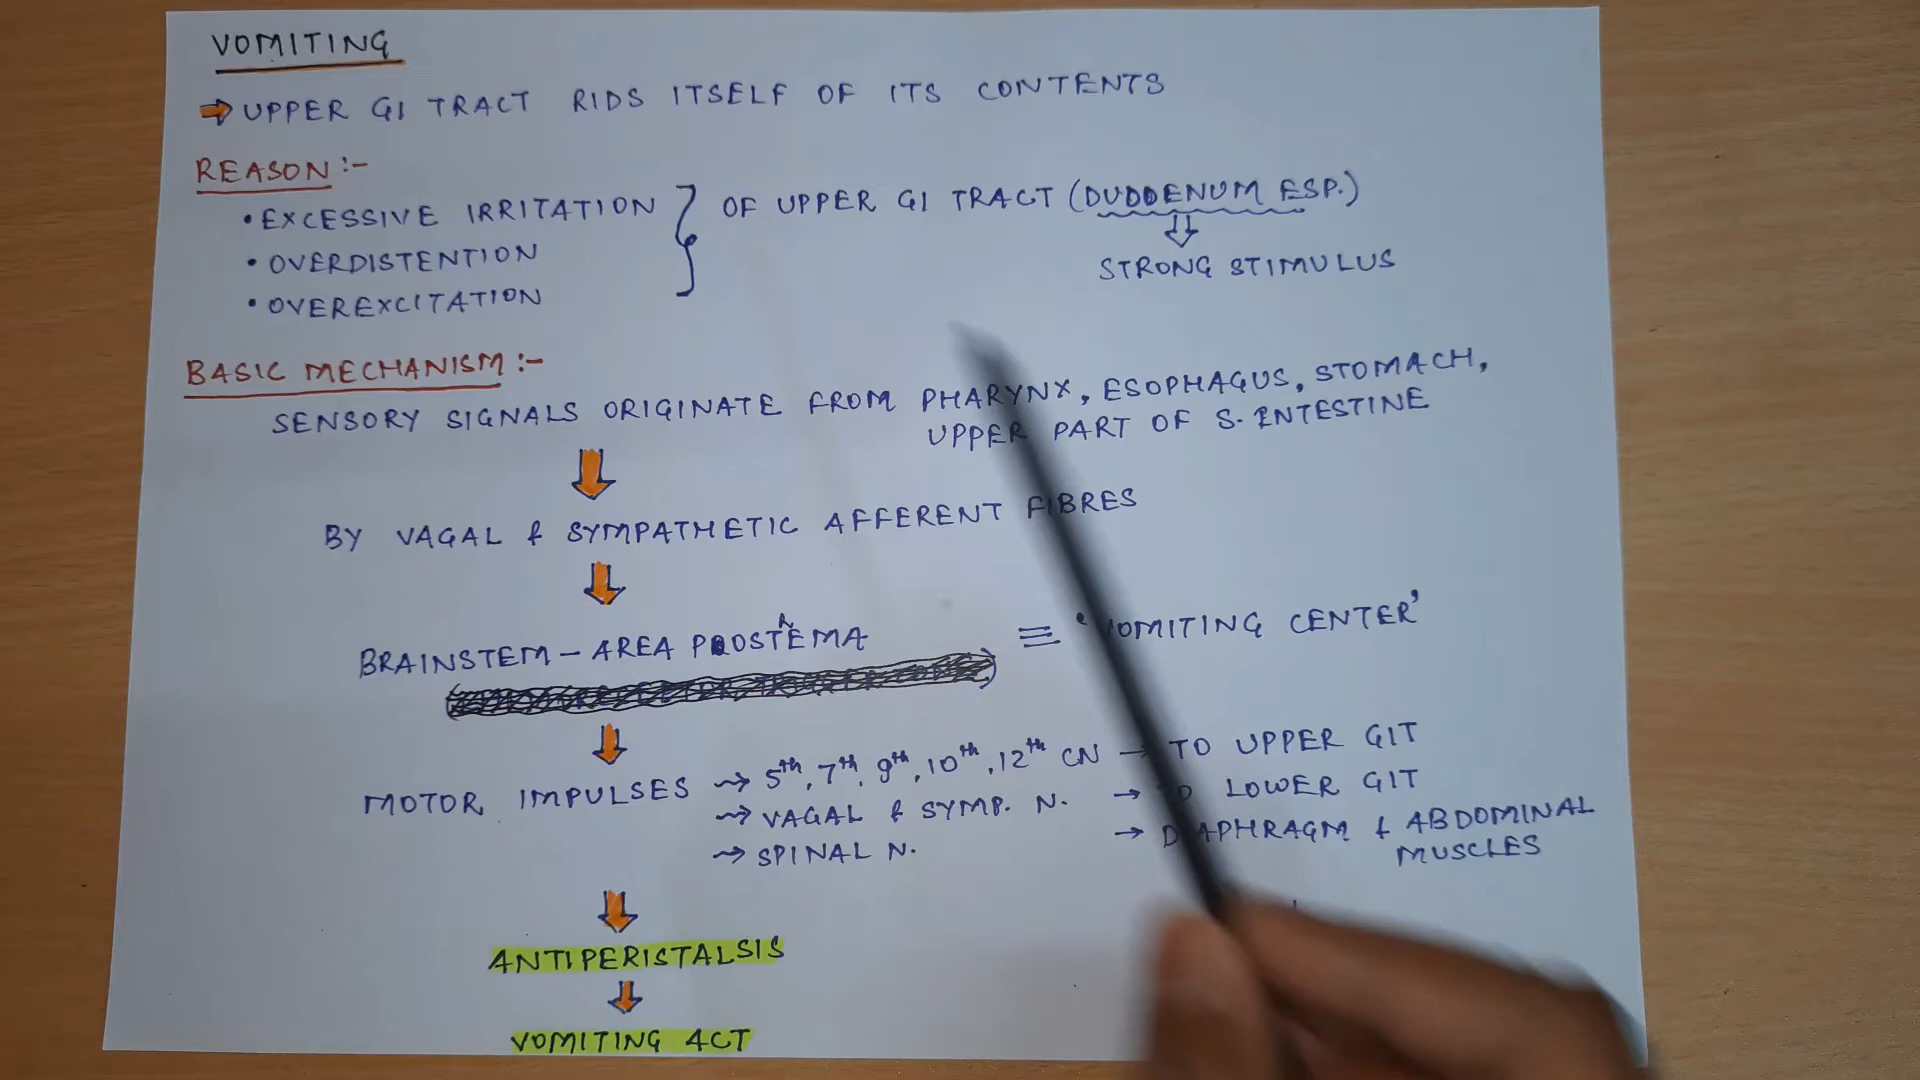 VOMITING
⇒ UPPER GI TRACT RIDS ITSELF OF ITS CONTENTS
REASON :-
• EXCESSIVE IRRITATION } OF UPPER GI TRACT (DUODENUM ESP.)
• OVERDISTENTION
STRONG STIMULUS
• OVEREXCITATION
BASIC MECHANISM :-
SENSORY SIGNALS ORIGINATE FROM PHARYNX, ESOPHAGUS, STOMACH,
UPPER PART OF S. INTESTINE
BY VAGAL & SYMPATHETIC AFFERENT FIBRES
BRAINSTEM – AREA POSTREMA ≡ 'VOMITING CENTER'
MOTOR IMPULSES → 5th, 7th, 9th, 10th, 12th CN → TO UPPER GIT
→ VAGAL & SYMP. N. → TO LOWER GIT
→ SPINAL N. → DIAPHRAGM & ABDOMINAL
MUSCLES
ANTIPERISTALSIS
VOMITING ACT